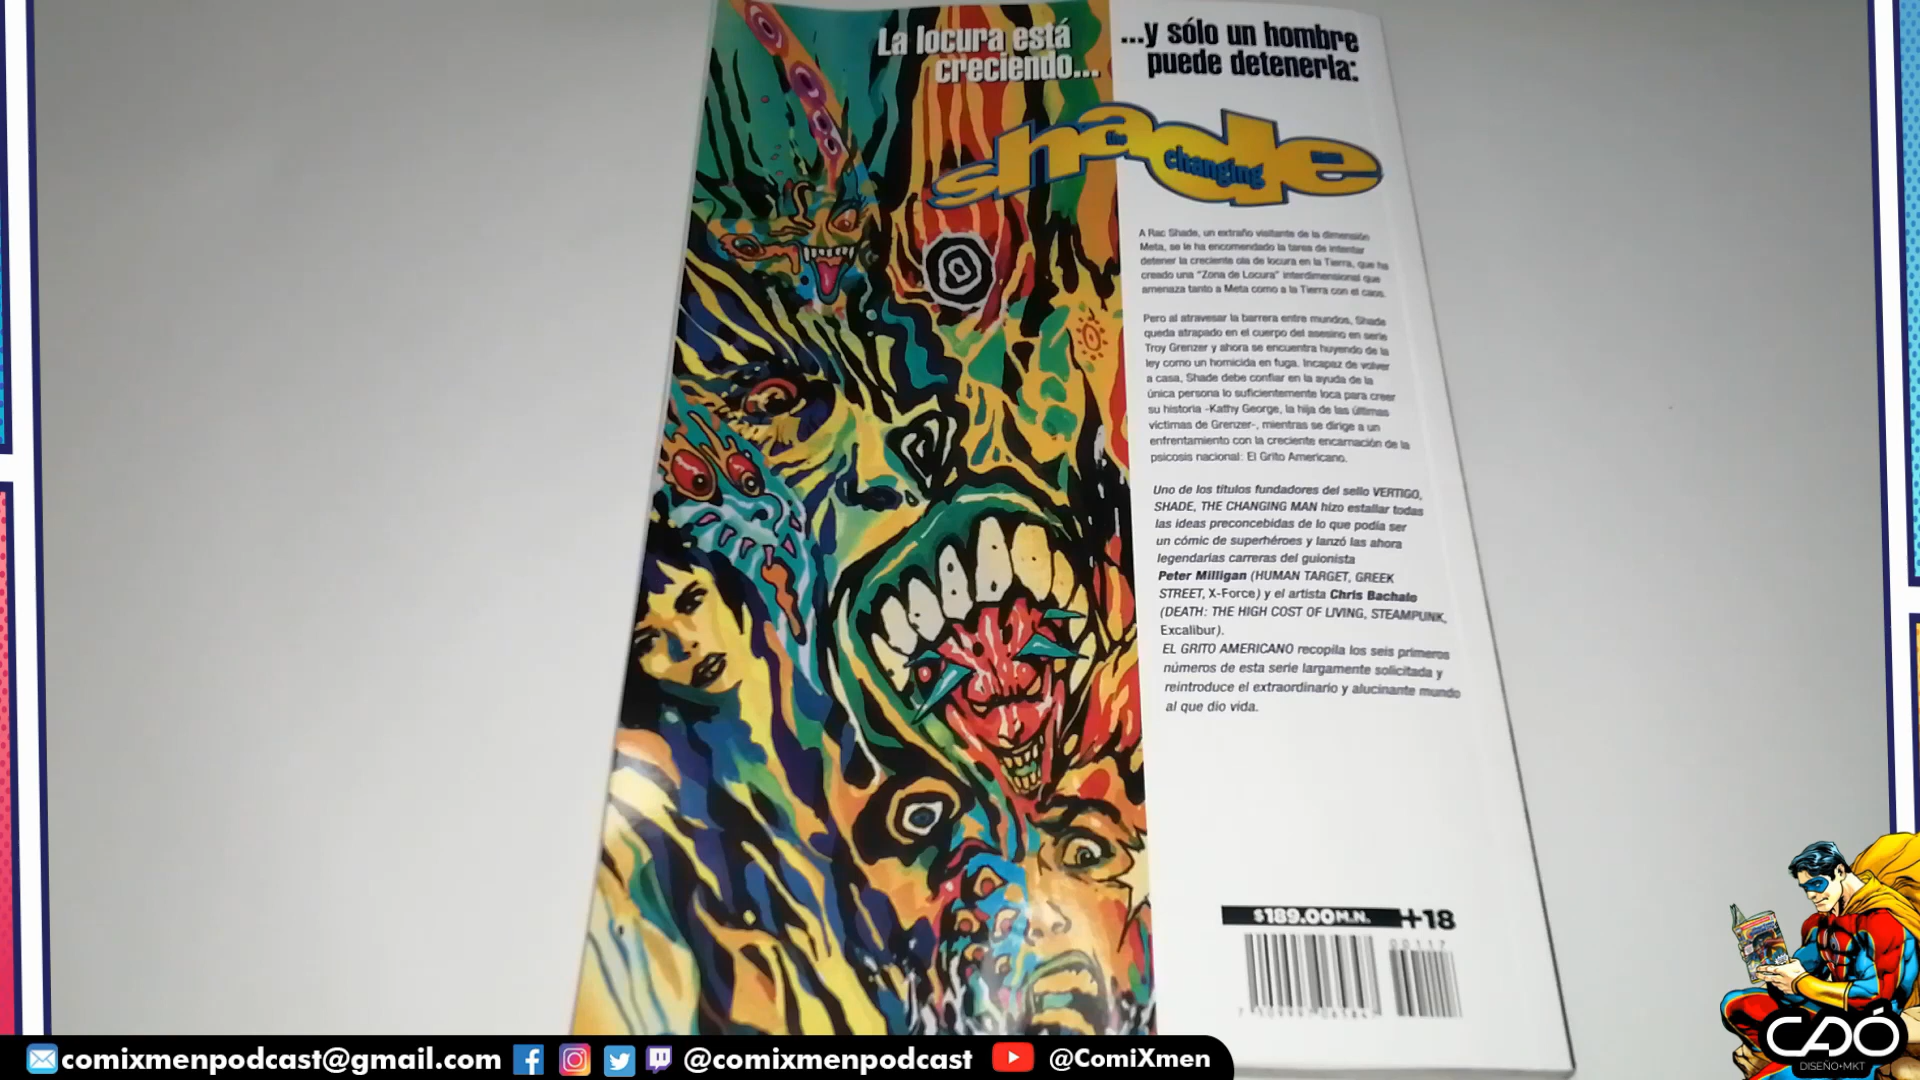 La locura está
creciendo...
...y sólo un hombre
puede detenerla:
shade
the changing man
A Rac Shade, un extraño visitante de la dimensión
Meta, se le ha encomendado la tarea de intentar
detener la creciente ola de locura en la Tierra, que ha
creado una "Zona de Locura" interdimensional que
amenaza tanto a Meta como a la Tierra con el caos.
Pero al atravesar la barrera entre mundos, Shade
queda atrapado en el cuerpo del asesino en serie
Troy Grenzer y ahora se encuentra huyendo de la
ley como un homicida en fuga. Incapaz de volver
a casa, Shade debe confiar en la ayuda de la
única persona lo suficientemente loca para creer
su historia -Kathy George, la hija de las últimas
víctimas de Grenzer-, mientras se dirige a un
enfrentamiento con la creciente encarnación de la
psicosis nacional: El Grito Americano.
Uno de los títulos fundadores del sello VERTIGO,
SHADE, THE CHANGING MAN hizo estallar todas
las ideas preconcebidas de lo que podía ser
un cómic de superhéroes y lanzó las ahora
legendarias carreras del guionista
Peter Milligan (HUMAN TARGET, GREEK
STREET, X-Force) y el artista Chris Bachalo
(DEATH: THE HIGH COST OF LIVING, STEAMPUNK,
Excalibur).
EL GRITO AMERICANO recopila los seis primeros
números de esta serie largamente solicitada y
reintroduce el extraordinario y alucinante mundo
al que dio vida.
$189.00 M.N. +18
00117
comixmenpodcast@gmail.com @comixmenpodcast @ComiXmen
CADÓ
DISEÑO+MKT